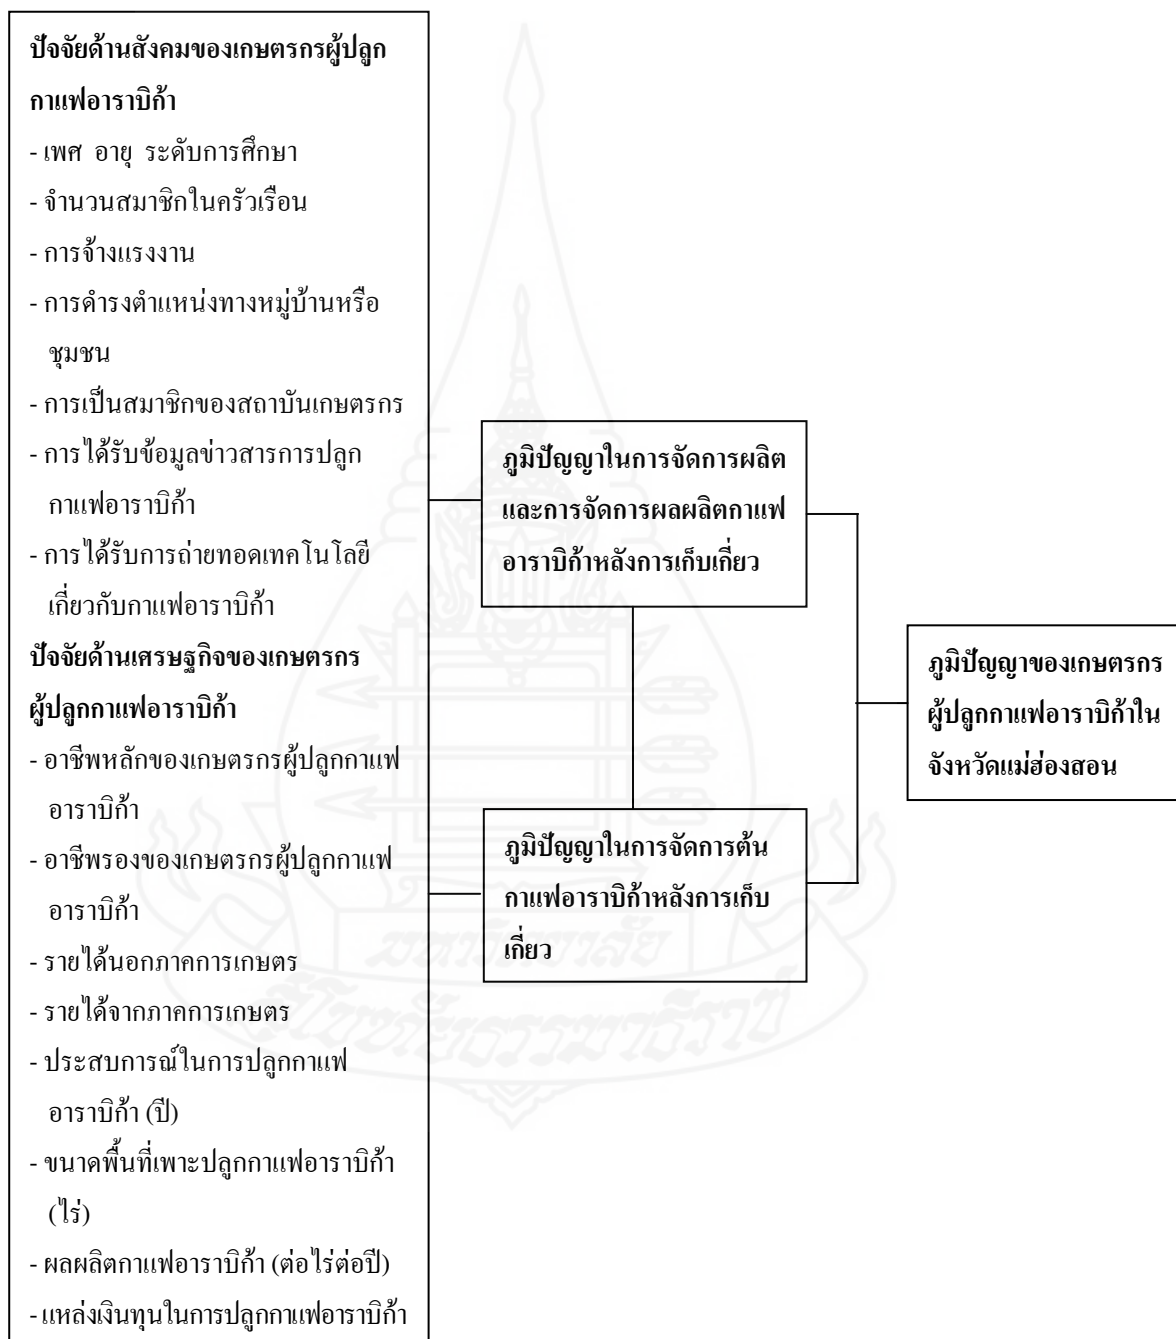 ปัจจัยด้านสังคมของเกษตรกรผู้ปลูก
กาแฟอาราบิก้า
- เพศ อายุ ระดับการศึกษา
- จำนวนสมาชิกในครัวเรือน
- การจ้างแรงงาน
- การดำรงตำแหน่งทางหมู่บ้านหรือ
ชุมชน
- การเป็นสมาชิกของสถาบันเกษตรกร
- การได้รับข้อมูลข่าวสารการปลูก
กาแฟอาราบิก้า
- การได้รับการถ่ายทอดเทคโนโลยี
เกี่ยวกับกาแฟอาราบิก้า
ปัจจัยด้านเศรษฐกิจของเกษตรกร
ผู้ปลูกกาแฟอาราบิก้า
- อาชีพหลักของเกษตรกรผู้ปลูกกาแฟ
อาราบิก้า
- อาชีพรองของเกษตรกรผู้ปลูกกาแฟ
อาราบิก้า
- รายได้นอกภาคการเกษตร
- รายได้จากภาคการเกษตร
- ประสบการณ์ในการปลูกกาแฟ
อาราบิก้า (ปี)
- ขนาดพื้นที่เพาะปลูกกาแฟอาราบิก้า
(ไร่)
- ผลผลิตกาแฟอาราบิก้า (ต่อไร่ต่อปี)
- แหล่งเงินทุนในการปลูกกาแฟอาราบิก้า
ภูมิปัญญาในการจัดการผลิต
และการจัดการผลผลิตกาแฟ
อาราบิก้าหลังการเก็บเกี่ยว
ภูมิปัญญาในการจัดการต้น
กาแฟอาราบิก้าหลังการเก็บ
เกี่ยว
ภูมิปัญญาของเกษตรกร
ผู้ปลูกกาแฟอาราบิก้าใน
จังหวัดแม่ฮ่องสอน
มหาวิทยาลัย
สุโขทัยธรรมาธิราช